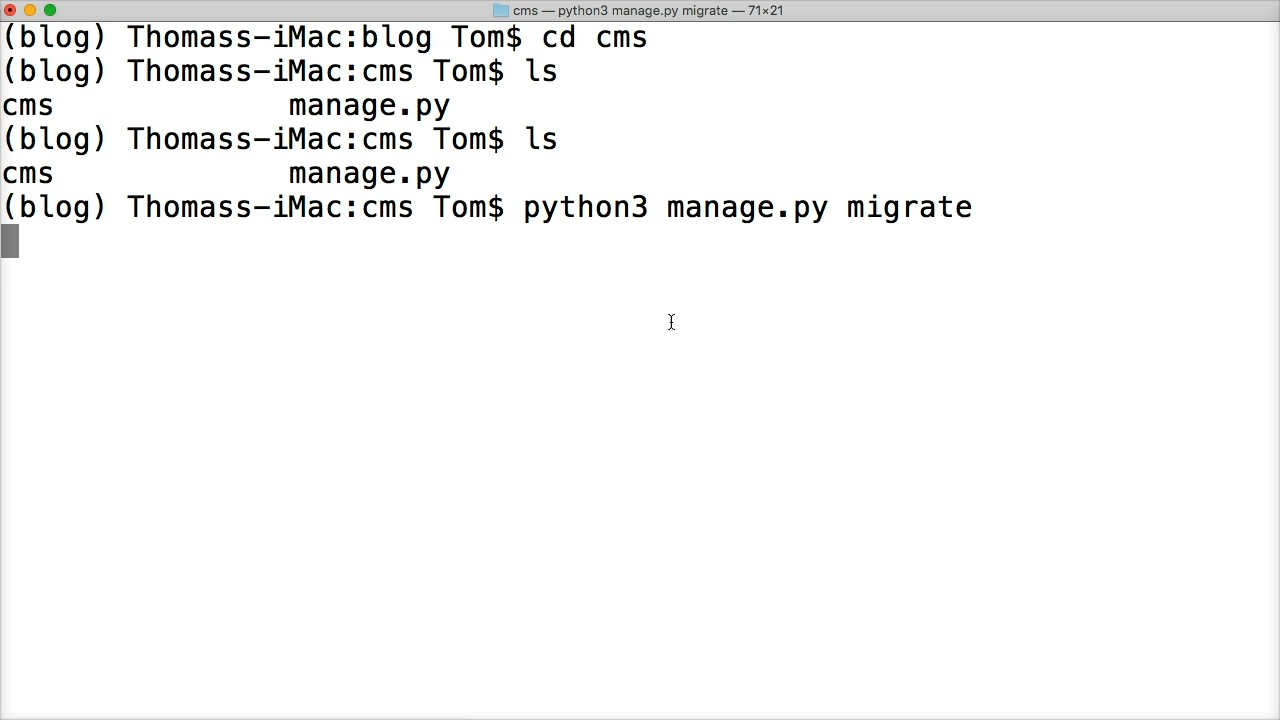 cms — python3 manage.py migrate — 71×21
(blog) Thomass-iMac:blog Tom$ cd cms
(blog) Thomass-iMac:cms Tom$ ls
cms manage.py
(blog) Thomass-iMac:cms Tom$ ls
cms manage.py
(blog) Thomass-iMac:cms Tom$ python3 manage.py migrate